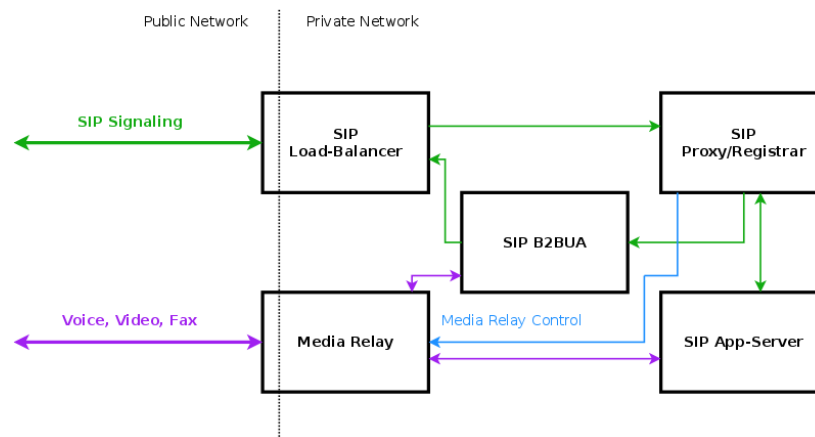 Public Network
Private Network
SIP Signaling
SIP
Load-Balancer
SIP
Proxy/Registrar
SIP B2BUA
Voice, Video, Fax
Media Relay
Media Relay Control
SIP App-Server